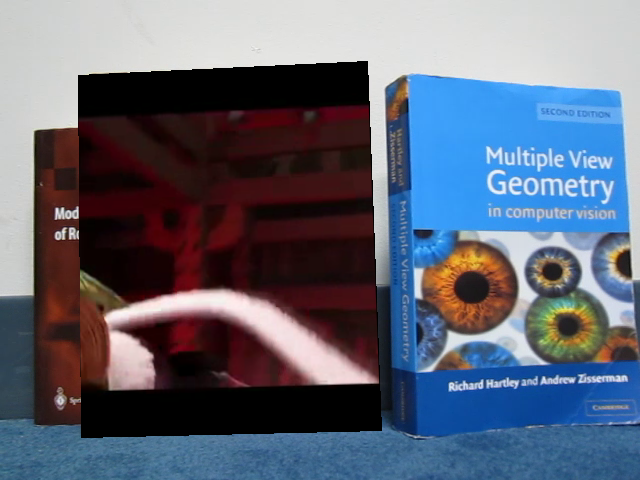 Mod
of Ro
SECOND EDITION
Multiple View
Geometry
in computer vision
Richard Hartley and Andrew Zisserman
CAMBRIDGE
Hartley and
Zisserman
Multiple View Geometry